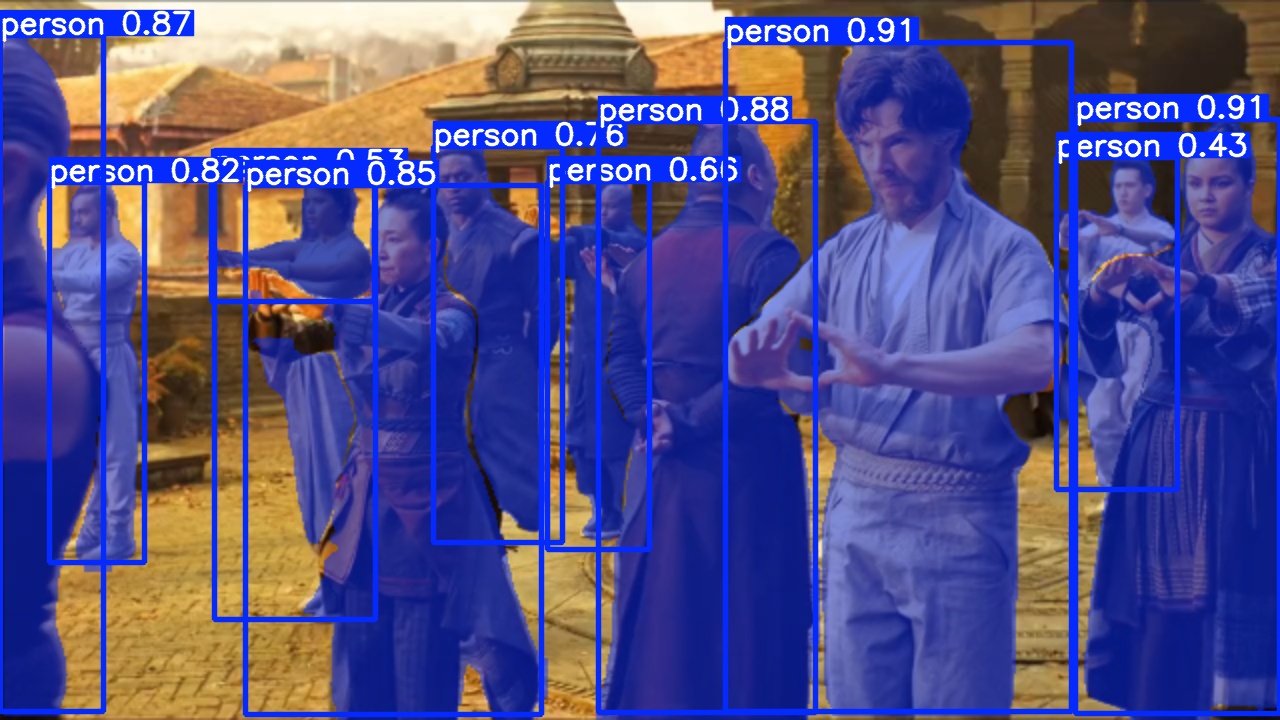 person 0.87
person 0.91
person 0.88
person 0.91
person 0.76
person 0.43
person 0.82
person 0.85
person 0.66